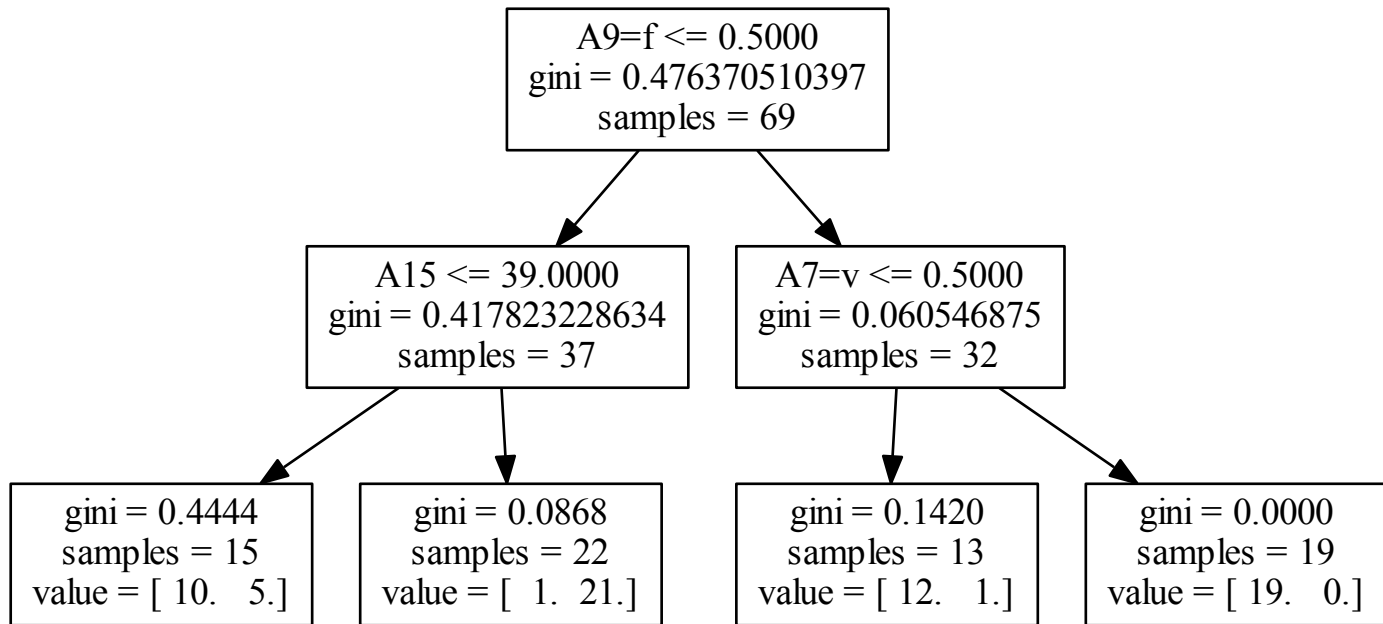 A9=f <= 0.5000
gini = 0.476370510397
samples = 69
A15 <= 39.0000
gini = 0.417823228634
samples = 37
A7=v <= 0.5000
gini = 0.060546875
samples = 32
gini = 0.4444
samples = 15
value = [ 10.   5.]
gini = 0.0868
samples = 22
value = [  1.  21.]
gini = 0.1420
samples = 13
value = [ 12.   1.]
gini = 0.0000
samples = 19
value = [ 19.   0.]